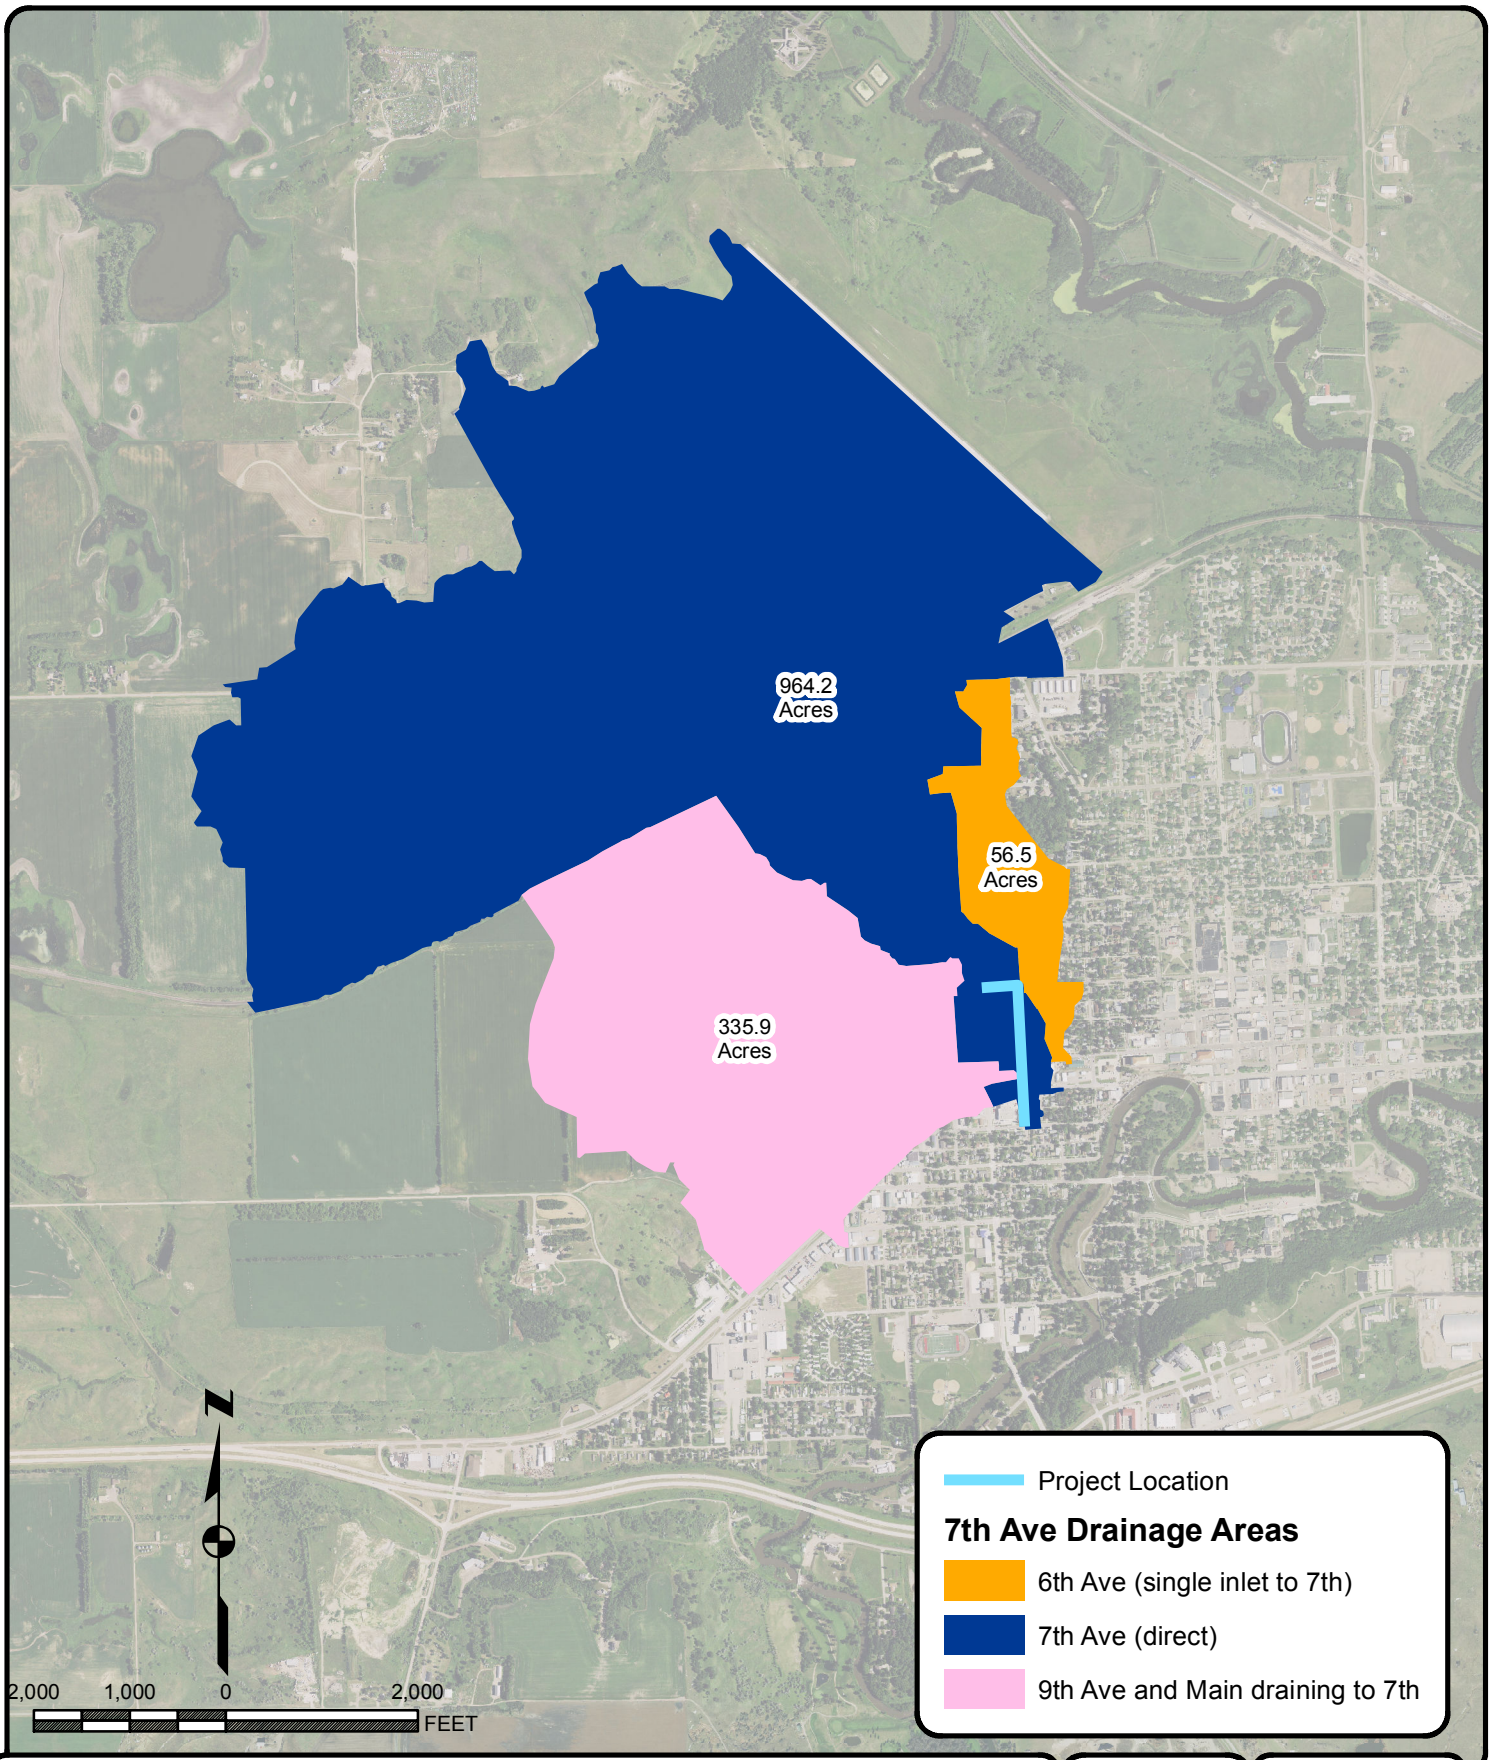 964.2
Acres
56.5
Acres
335.9
Acres
N
2,000 1,000 0 2,000
FEET
Project Location
7th Ave Drainage Areas
6th Ave (single inlet to 7th)
7th Ave (direct)
9th Ave and Main draining to 7th